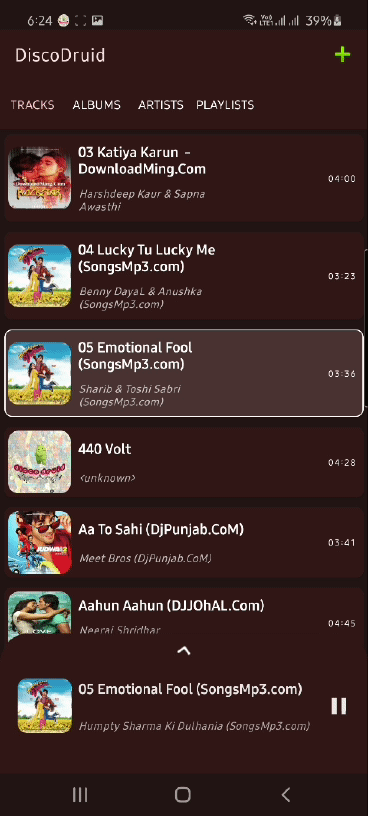 6:24 39%
DiscoDruid
TRACKS ALBUMS ARTISTS PLAYLISTS
03 Katiya Karun -
DownloadMing.Com
Harshdeep Kaur & Sapna
Awasthi
04:00
04 Lucky Tu Lucky Me
(SongsMp3.com)
Benny DayaL & Anushka
(SongsMp3.com)
03:23
05 Emotional Fool
(SongsMp3.com)
Sharib & Toshi Sabri
(SongsMp3.com)
03:36
440 Volt
<unknown>
04:28
Aa To Sahi (DjPunjab.CoM)
Meet Bros (DjPunjab.CoM)
03:41
Aahun Aahun (DJJOhAL.Com)
Neeraj Shridhar
04:45
05 Emotional Fool (SongsMp3.com)
Humpty Sharma Ki Dulhania (SongsMp3.com)